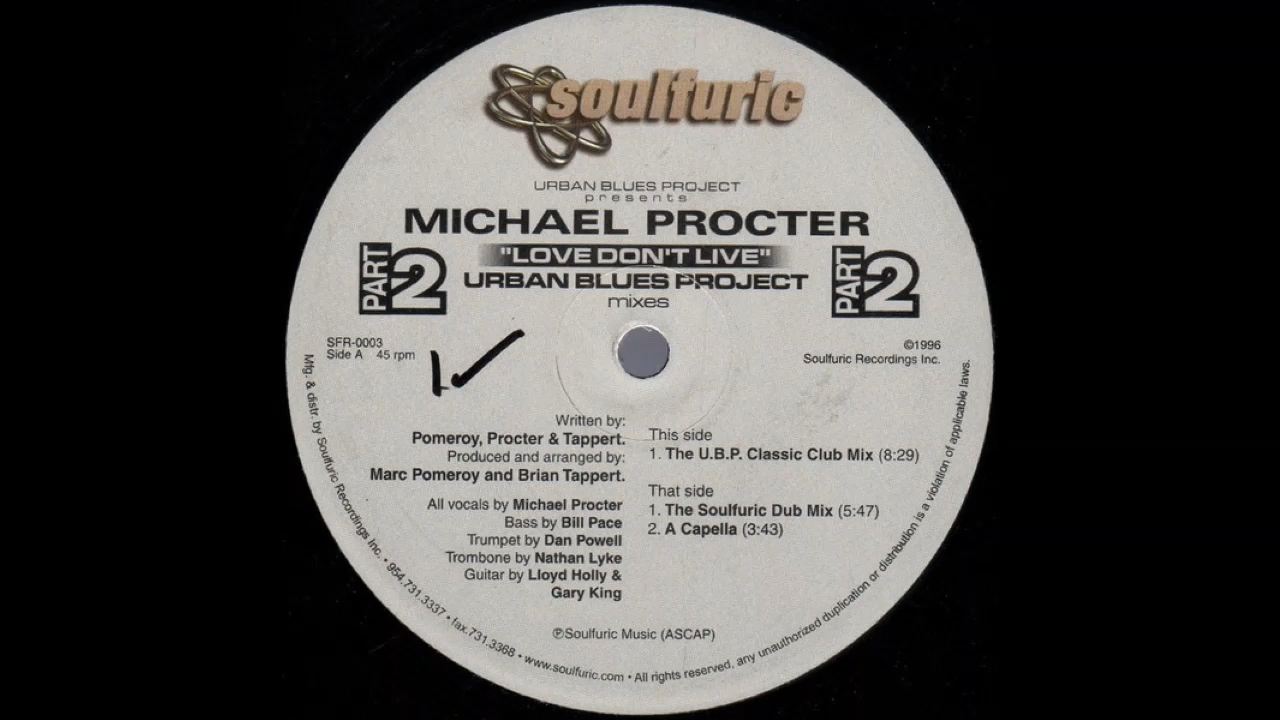 soulfuric
URBAN BLUES PROJECT
presents
MICHAEL PROCTER
PART 2
"LOVE DON'T LIVE"
PART 2
URBAN BLUES PROJECT
mixes
SFR-0003
Side A 45 rpm
©1996
Soulfuric Recordings Inc.
Written by:
Pomeroy, Procter & Tappert.
Produced and arranged by:
Marc Pomeroy and Brian Tappert.
All vocals by Michael Procter
Bass by Bill Pace
Trumpet by Dan Powell
Trombone by Nathan Lyke
Guitar by Lloyd Holly &
Gary King
This side
1. The U.B.P. Classic Club Mix (8:29)
That side
1. The Soulfuric Dub Mix (5:47)
2. A Capella (3:43)
℗Soulfuric Music (ASCAP)
Mfg. & distr. by Soulfuric Recordings Inc. • 954.731.3337 • fax.731.3368 • www.soulfuric.com • All rights reserved, any unauthorized duplication or distribution is a violation of applicable laws.